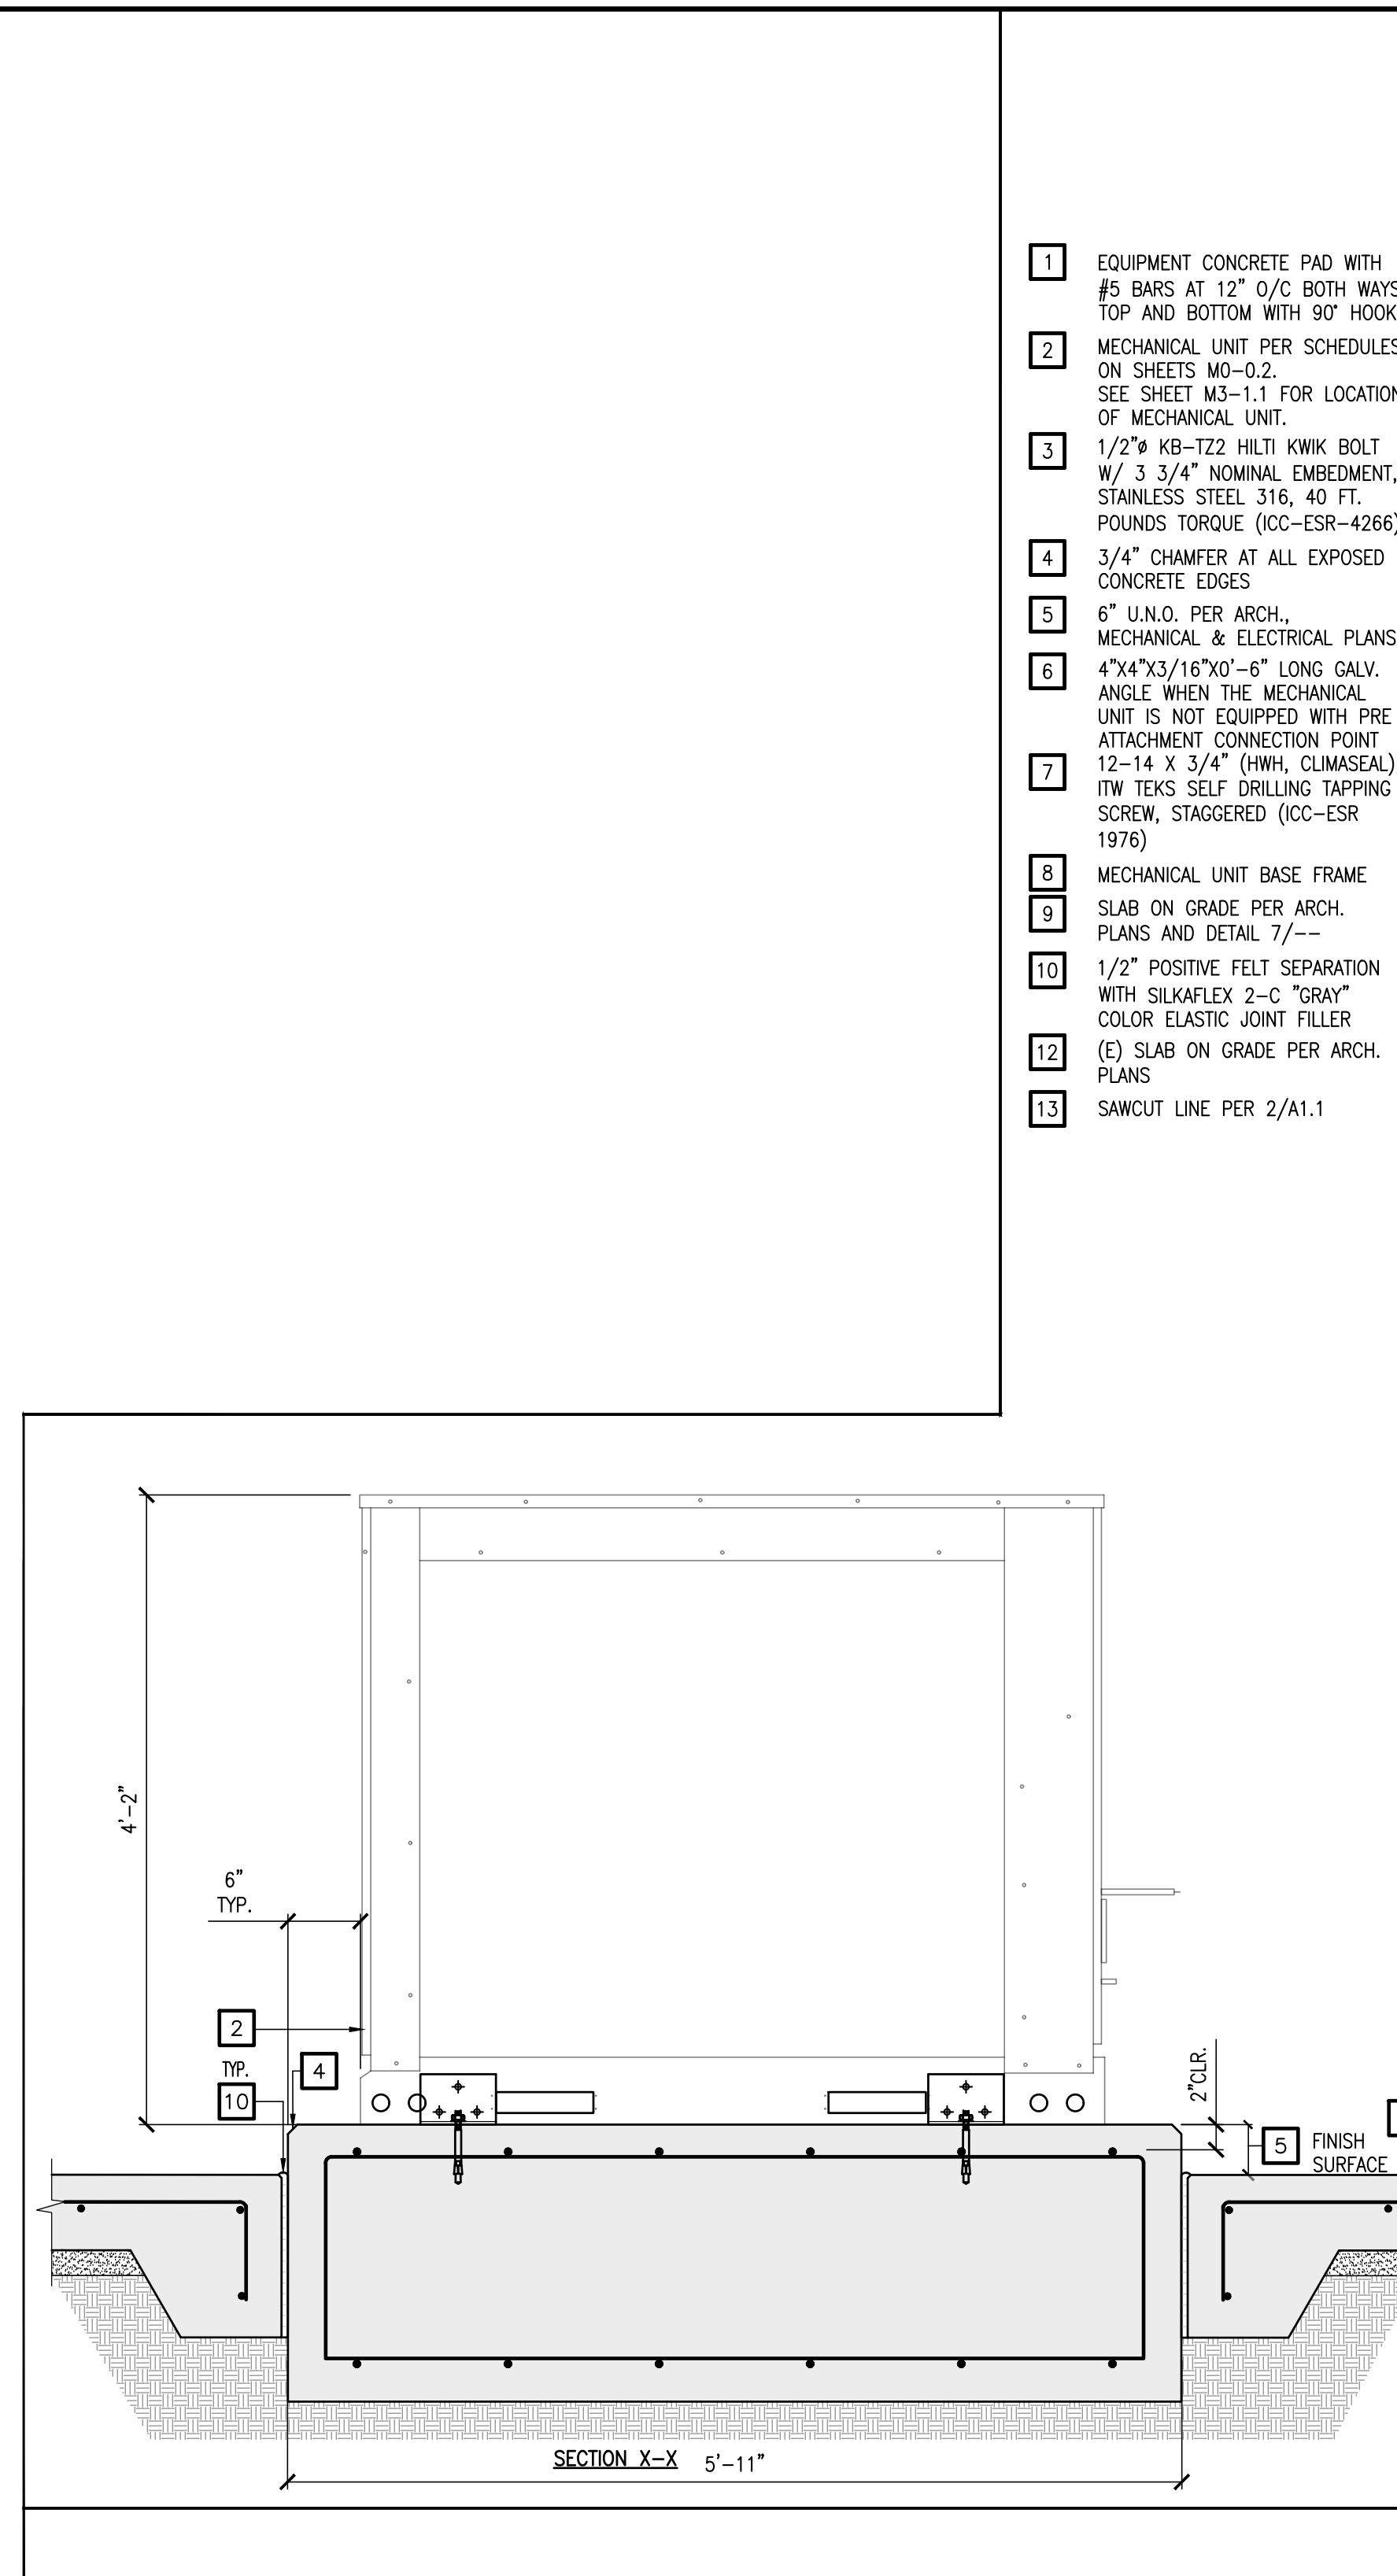 1 EQUIPMENT CONCRETE PAD WITH
#5 BARS AT 12" O/C BOTH WAYS
TOP AND BOTTOM WITH 90° HOOK
2 MECHANICAL UNIT PER SCHEDULES
ON SHEETS M0-0.2.
SEE SHEET M3-1.1 FOR LOCATION
OF MECHANICAL UNIT.
3 1/2"ø KB-TZ2 HILTI KWIK BOLT
W/ 3 3/4" NOMINAL EMBEDMENT,
STAINLESS STEEL 316, 40 FT.
POUNDS TORQUE (ICC-ESR-4266)
4 3/4" CHAMFER AT ALL EXPOSED
CONCRETE EDGES
5 6" U.N.O. PER ARCH.,
MECHANICAL & ELECTRICAL PLANS
6 4"X4"X3/16"X0'-6" LONG GALV.
ANGLE WHEN THE MECHANICAL
UNIT IS NOT EQUIPPED WITH PRE
ATTACHMENT CONNECTION POINT
7 12-14 X 3/4" (HWH, CLIMASEAL)
ITW TEKS SELF DRILLING TAPPING
SCREW, STAGGERED (ICC-ESR
1976)
8 MECHANICAL UNIT BASE FRAME
9 SLAB ON GRADE PER ARCH.
PLANS AND DETAIL 7/--
10 1/2" POSITIVE FELT SEPARATION
WITH SILKAFLEX 2-C "GRAY"
COLOR ELASTIC JOINT FILLER
12 (E) SLAB ON GRADE PER ARCH.
PLANS
13 SAWCUT LINE PER 2/A1.1
4'-2"
6"
TYP.
2
TYP.
10
4
2"CLR.
5 FINISH
SURFACE
SECTION X-X 5'-11"